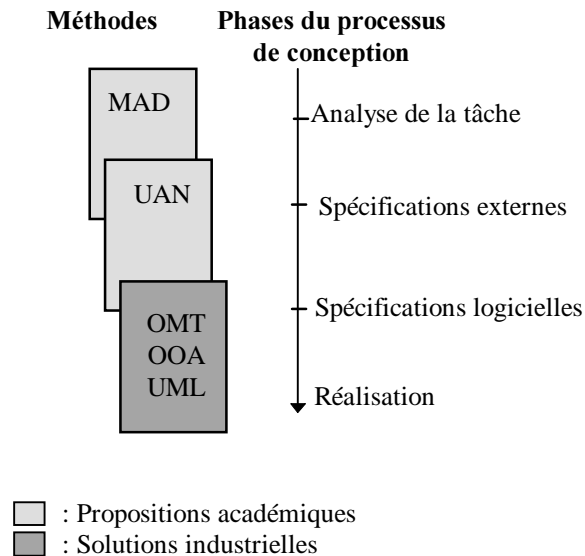 Méthodes
Phases du processus
de conception
MAD
Analyse de la tâche
UAN
Spécifications externes
Spécifications logicielles
OMT
OOA
UML
Réalisation
: Propositions académiques
: Solutions industrielles